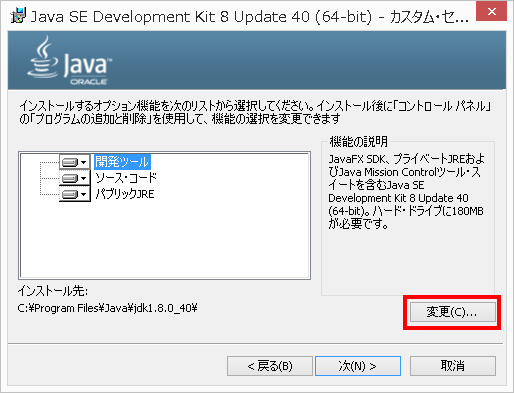 Java SE Development Kit 8 Update 40 (64-bit) - カスタム・セ...
Java
ORACLE
インストールするオプション機能を次のリストから選択してください。インストール後に「コントロール パネル」
の「プログラムの追加と削除」を使用して、機能の選択を変更できます
開発ツール
ソース・コード
パブリックJRE
機能の説明
JavaFX SDK、プライベートJREおよ
びJava Mission Controlツール・ス
イートを含むJava SE
Development Kit 8 Update 40
(64-bit)。ハード・ドライブに180MB
が必要です。
インストール先:
C:¥Program Files¥Java¥jdk1.8.0_40¥
変更(C)...
< 戻る(B)
次(N) >
取消